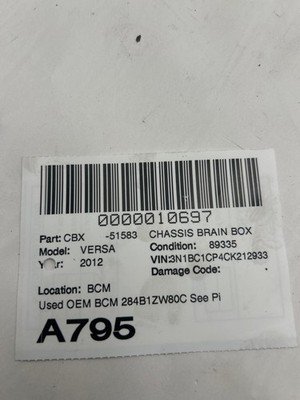 0000010697
Part: CBX -51583 CHASSIS BRAIN BOX
Model: VERSA Condition: 89335
Year: 2012 VIN:3N1BC1CP4CK212933
Damage Code:
Location: BCM
Used OEM BCM 284B1ZW80C See Pi
A795